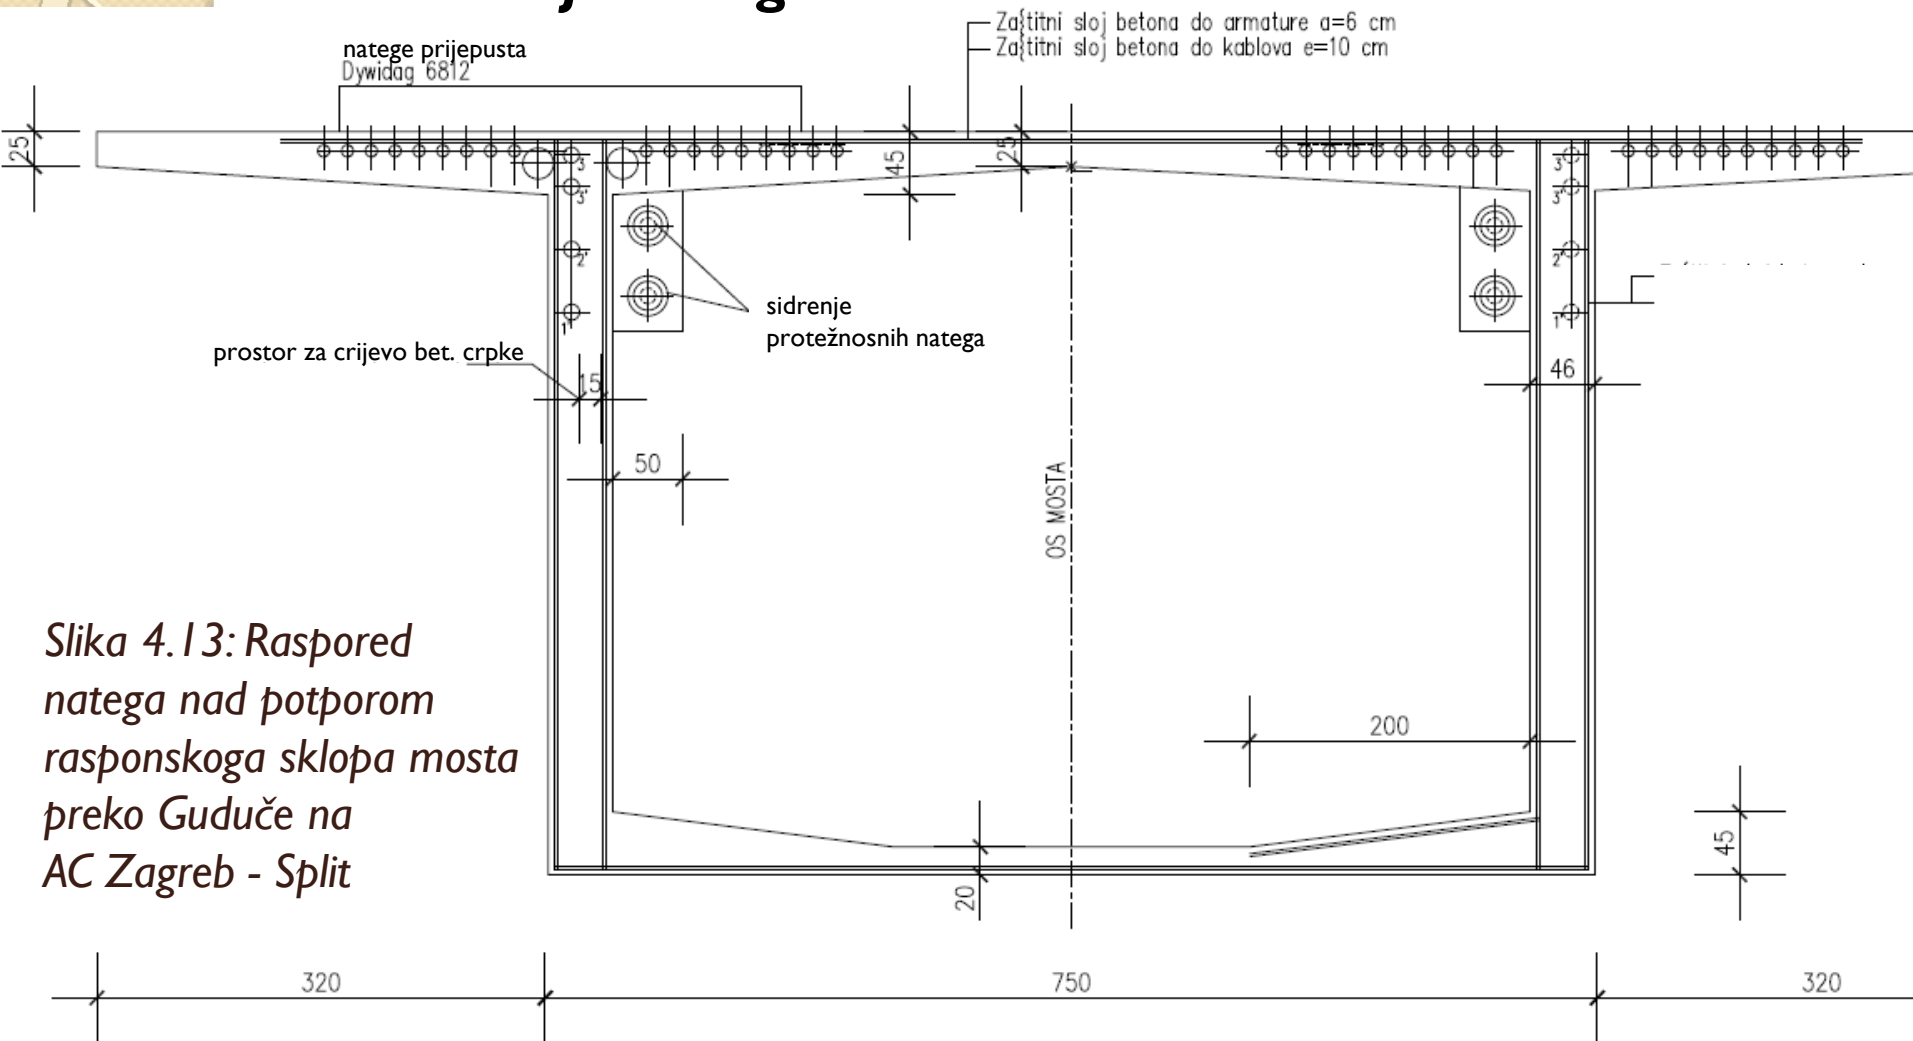 natege prijepusta
Dywidag 6812
Za{titni sloj betona do armature a=6 cm
Za{titni sloj betona do kablova e=10 cm
25
45
25
3'
3'
2'
1'
3'
3'
2'
1'
sidrenje
protežnosnih natega
prostor za crijevo bet. crpke
15
46
50
OS MOSTA
200
45
20
Slika 4.13: Raspored
natega nad potporom
rasponskoga sklopa mosta
preko Guduče na
AC Zagreb - Split
320
750
320